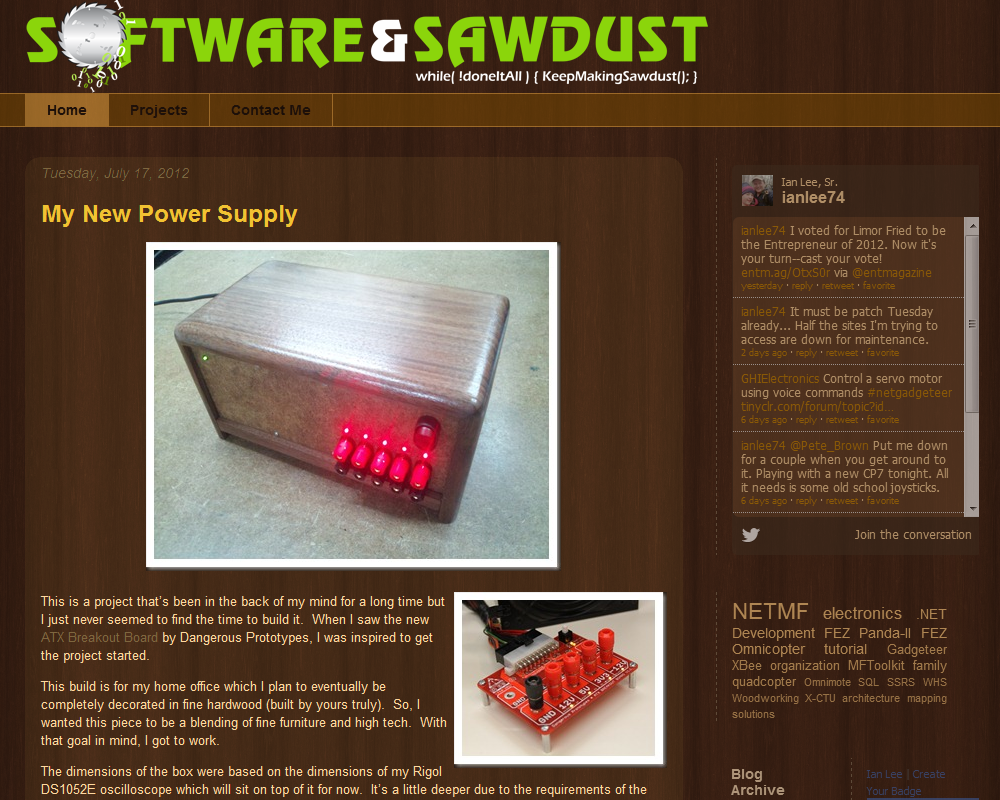 SOFTWARE&SAWDUST
while( !doneItAll ) { KeepMakingSawdust(); }
Home Projects Contact Me
Tuesday, July 17, 2012
My New Power Supply
This is a project that's been in the back of my mind for a long time but
I just never seemed to find the time to build it. When I saw the new
ATX Breakout Board by Dangerous Prototypes, I was inspired to get
the project started.
This build is for my home office which I plan to eventually be
completely decorated in fine hardwood (built by yours truly). So, I
wanted this piece to be a blending of fine furniture and high tech. With
that goal in mind, I got to work.
GND 12V 5V 3V3 -12V
GND
The dimensions of the box were based on the dimensions of my Rigol
DS1052E oscilloscope which will sit on top of it for now. It's a little deeper due to the requirements of the
Ian Lee, Sr.
ianlee74
ianlee74 I voted for Limor Fried to be
the Entrepreneur of 2012. Now it's
your turn--cast your vote!
entm.ag/OtxS0r via @entmagazine
yesterday · reply · retweet · favorite
ianlee74 It must be patch Tuesday
already... Half the sites I'm trying to
access are down for maintenance.
2 days ago · reply · retweet · favorite
GHIElectronics Control a servo motor
using voice commands #netgadgeteer
tinyclr.com/forum/topic?id…
6 days ago · reply · retweet · favorite
ianlee74 @Pete_Brown Put me down
for a couple when you get around to
it. Playing with a new CP7 tonight. All
it needs is some old school joysticks.
6 days ago · reply · retweet · favorite
Join the conversation
NETMF electronics .NET
Development FEZ Panda-II FEZ
Omnicopter tutorial Gadgeteer
XBee organization MFToolkit family
quadcopter Omnimote SQL SSRS WHS
Woodworking X-CTU architecture mapping
solutions
Blog
Archive
Ian Lee | Create
Your Badge